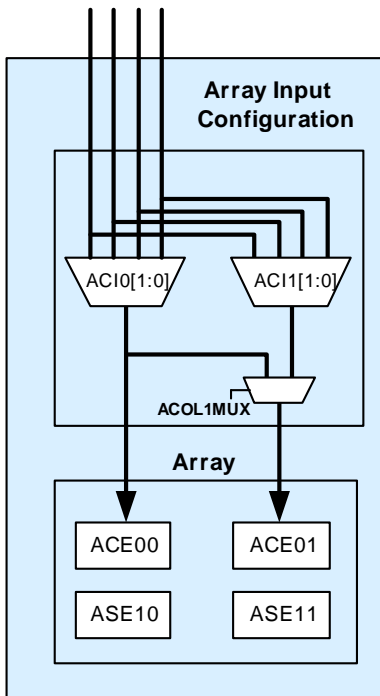 Array Input
Configuration
ACI0[1:0]
ACI1[1:0]
ACOL1MUX
Array
ACE00
ACE01
ASE10
ASE11